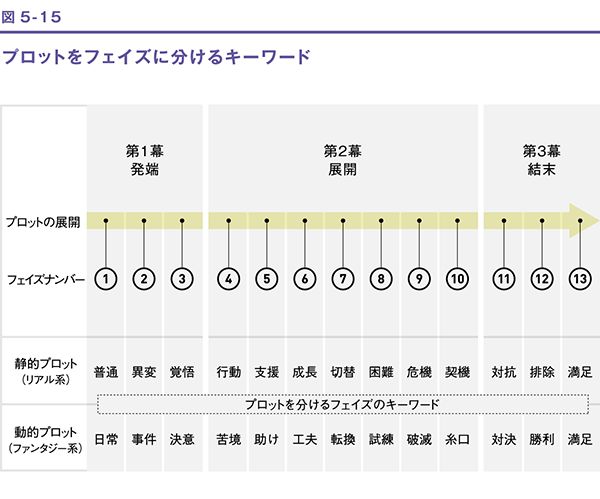 図5-15
プロットをフェイズに分けるキーワード
第1幕
発端
第2幕
展開
第3幕
結末
プロットの展開
フェイズナンバー 1 2 3 4 5 6 7 8 9 10 11 12 13
静的プロット
(リアル系)
普通 異変 覚悟 行動 支援 成長 切替 困難 危機 契機 対抗 排除 満足
プロットを分けるフェイズのキーワード
動的プロット
(ファンタジー系)
日常 事件 決意 苦境 助け 工夫 転換 試練 破滅 糸口 対決 勝利 満足